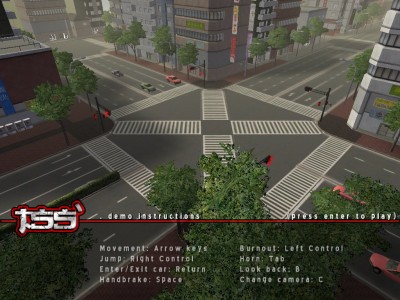 . demo instructions
(press enter to play)
Movement: Arrow keys
Jump: Right Control
Enter/Exit car: Return
Handbrake: Space
Burnout: Left Control
Horn: Tab
Look back: B
Change camera: C